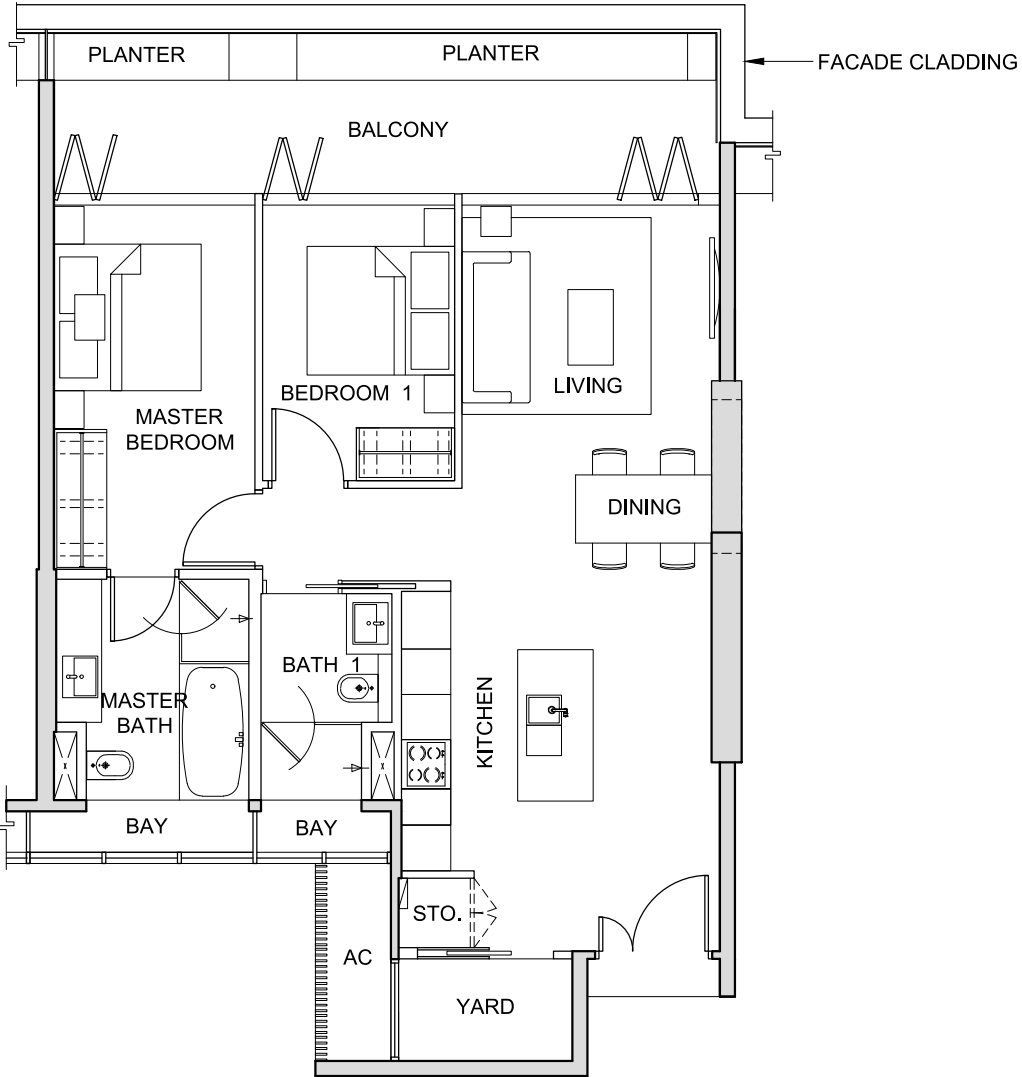 PLANTER
PLANTER
FACADE CLADDING
BALCONY
LIVING
BEDROOM 1
MASTER
BEDROOM
DINING
BATH 1
MASTER
BATH
KITCHEN
BAY
BAY
STO.
AC
YARD